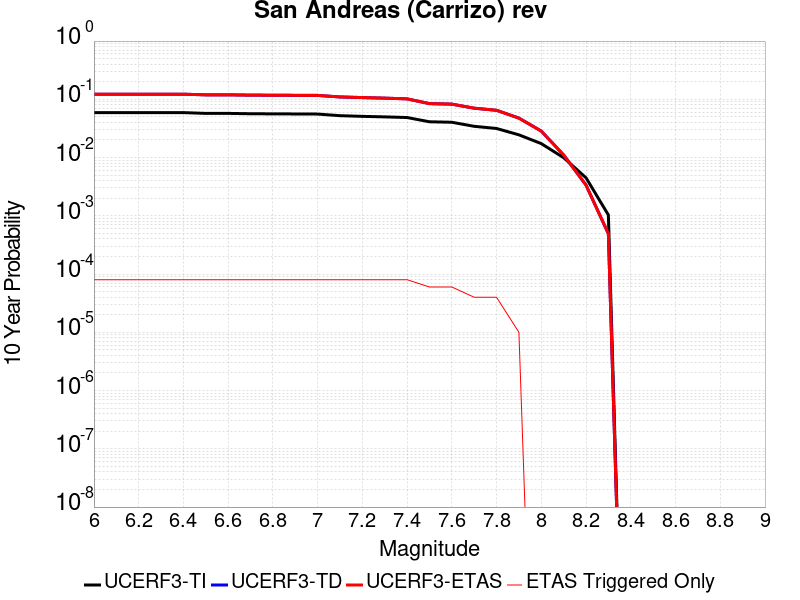 San Andreas (Carrizo) rev
10 Year Probability
10^0
10^-1
10^-2
10^-3
10^-4
10^-5
10^-6
10^-7
10^-8
6 6.2 6.4 6.6 6.8 7 7.2 7.4 7.6 7.8 8 8.2 8.4 8.6 8.8 9
Magnitude
UCERF3-TI UCERF3-TD UCERF3-ETAS ETAS Triggered Only